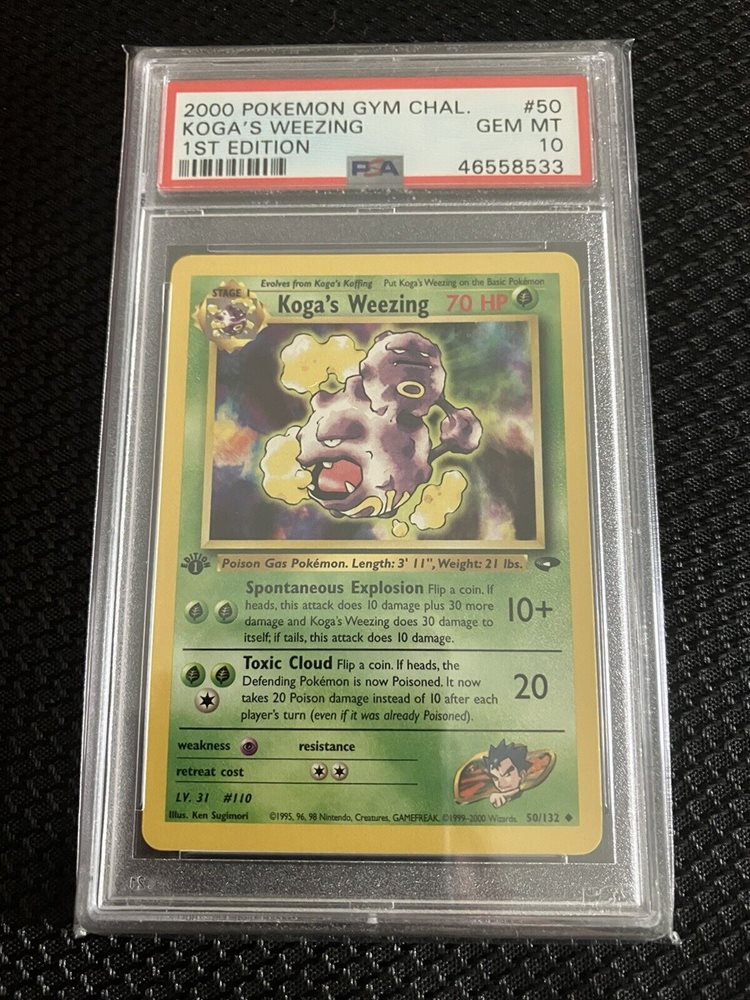 2000 POKEMON GYM CHAL. #50
KOGA'S WEEZING GEM MT
1ST EDITION 10
PSA 46558533
Evolves from Koga's Koffing Put Koga's Weezing on the Basic Pokémon
STAGE 1
Koga's Weezing 70 HP
EDITION 1
Poison Gas Pokémon. Length: 3' 11", Weight: 21 lbs.
Spontaneous Explosion Flip a coin. If
heads, this attack does 10 damage plus 30 more
damage and Koga's Weezing does 30 damage to
itself; if tails, this attack does 10 damage.
10+
Toxic Cloud Flip a coin. If heads, the
Defending Pokémon is now Poisoned. It now
takes 20 Poison damage instead of 10 after each
player's turn (even if it was already Poisoned).
20
weakness resistance
retreat cost
LV. 31 #110
Illus. Ken Sugimori ©1995, 96, 98 Nintendo, Creatures, GAMEFREAK. ©1999-2000 Wizards. 50/132